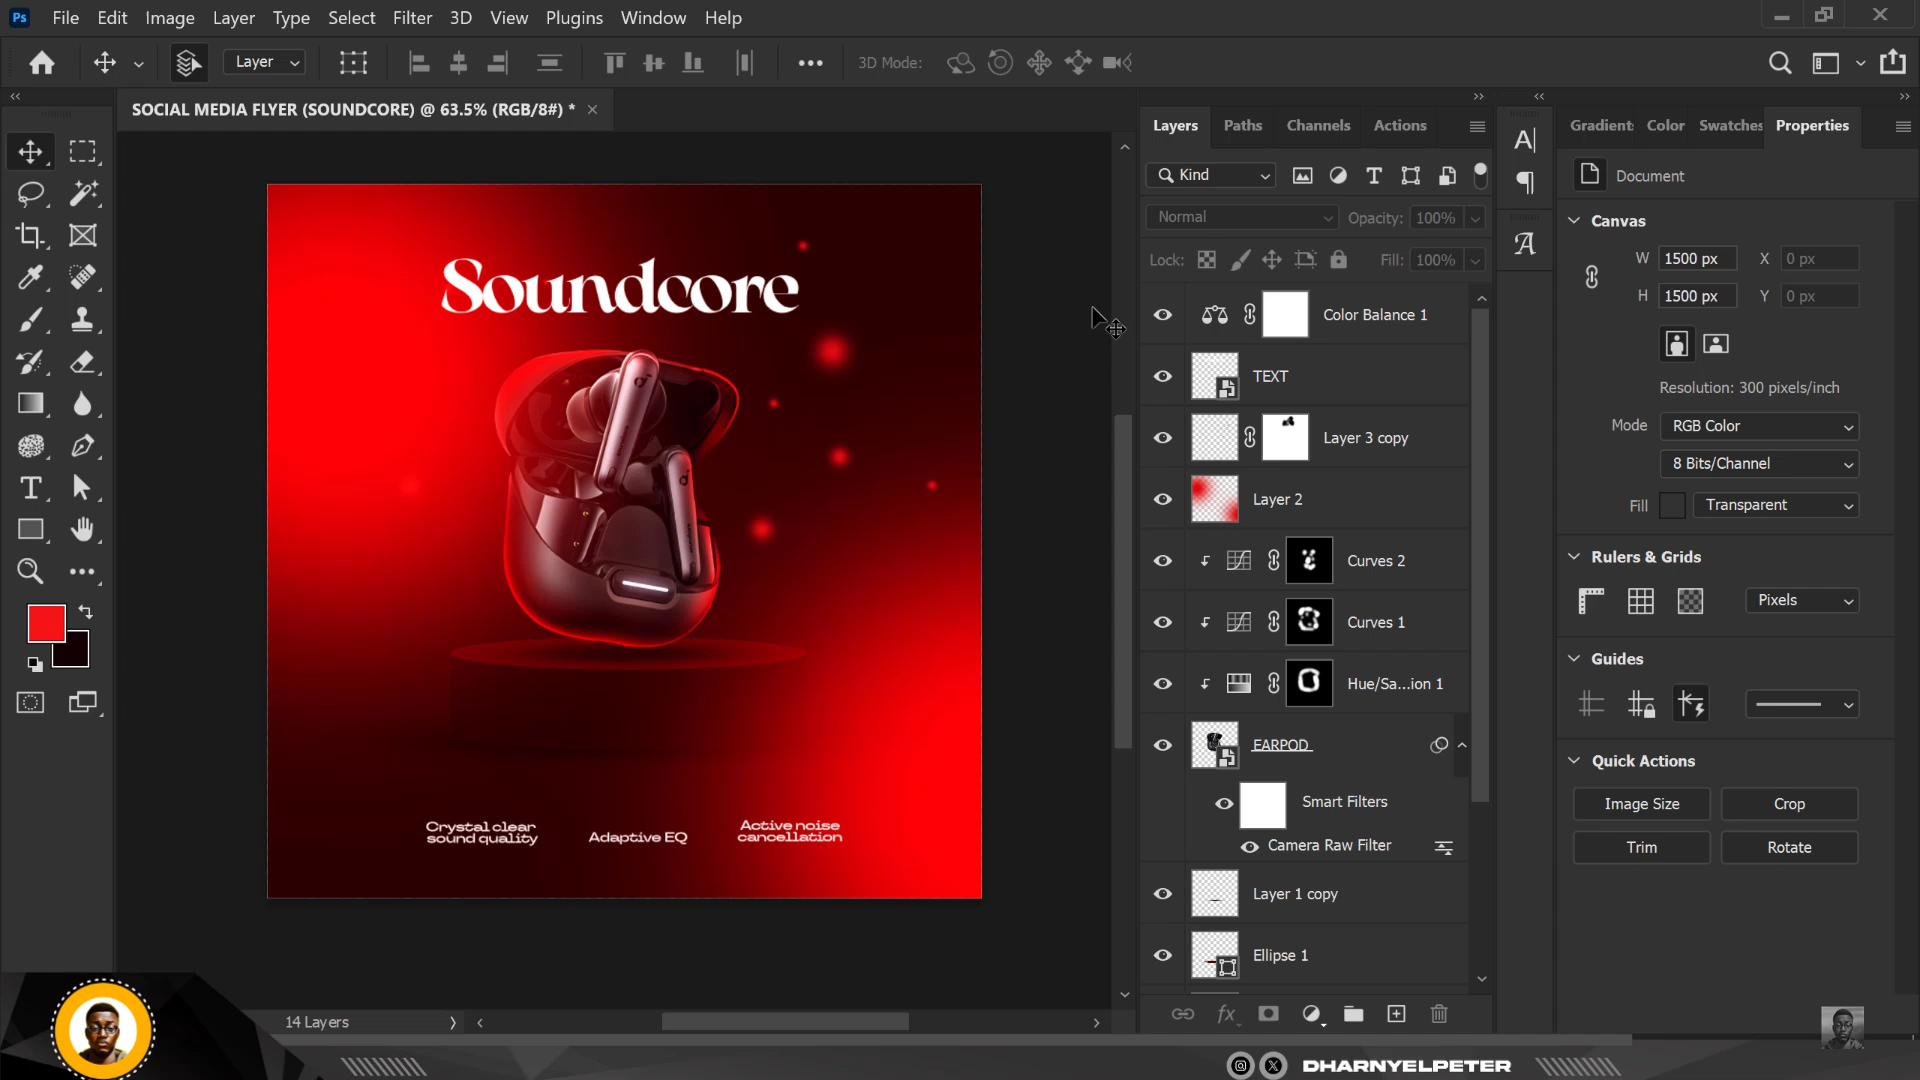 Ps File Edit Image Layer Type Select Filter 3D View Plugins Window Help
Layer
3D Mode:
SOCIAL MEDIA FLYER (SOUNDCORE) @ 63.5% (RGB/8#) *
Layers Paths Channels Actions
Gradient Color Swatches Properties
Kind
Document
Normal Opacity: 100%
Lock: Fill: 100%
Canvas
W 1500 px X 0 px
H 1500 px Y 0 px
Resolution: 300 pixels/inch
Mode RGB Color
8 Bits/Channel
Fill Transparent
Rulers & Grids
Pixels
Guides
Quick Actions
Image Size Crop
Trim Rotate
Color Balance 1
TEXT
Layer 3 copy
Layer 2
Curves 2
Curves 1
Hue/Sa...ion 1
EARPOD
Smart Filters
Camera Raw Filter
Layer 1 copy
Ellipse 1
fx
Soundcore
Crystal clear
sound quality
Adaptive EQ
Active noise
cancellation
14 Layers
DHARNYELPETER